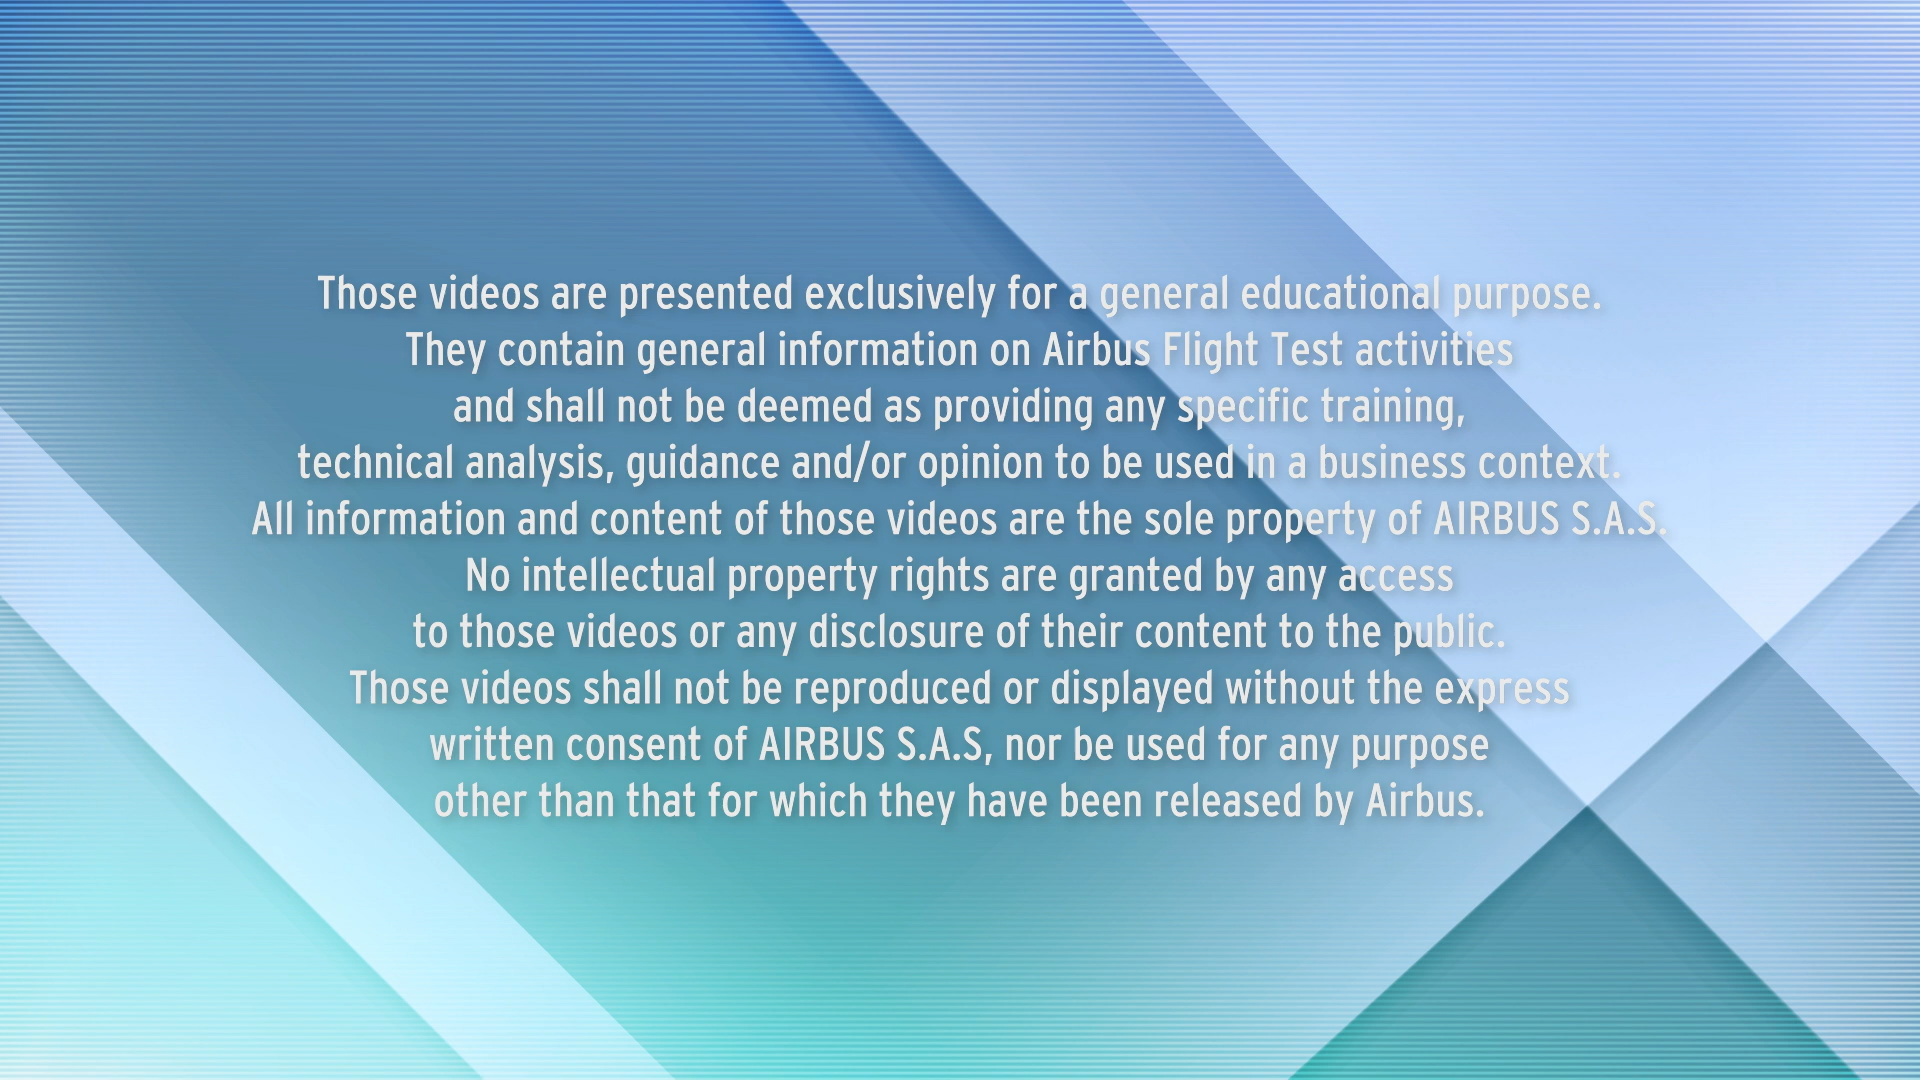 Those videos are presented exclusively for a general educational purpose.
They contain general information on Airbus Flight Test activities
and shall not be deemed as providing any specific training,
technical analysis, guidance and/or opinion to be used in a business context.
All information and content of those videos are the sole property of AIRBUS S.A.S.
No intellectual property rights are granted by any access
to those videos or any disclosure of their content to the public.
Those videos shall not be reproduced or displayed without the express
written consent of AIRBUS S.A.S, nor be used for any purpose
other than that for which they have been released by Airbus.